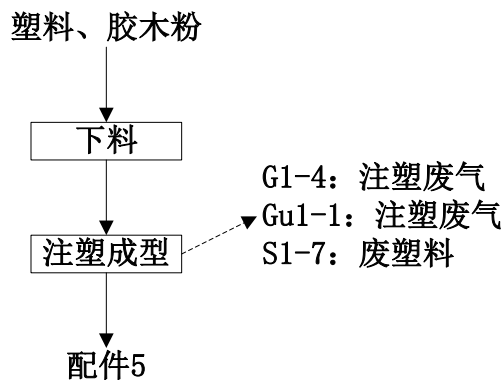 塑料、胶木粉
下料
G1-4：注塑废气
Gu1-1：注塑废气
注塑成型
S1-7：废塑料
配件5